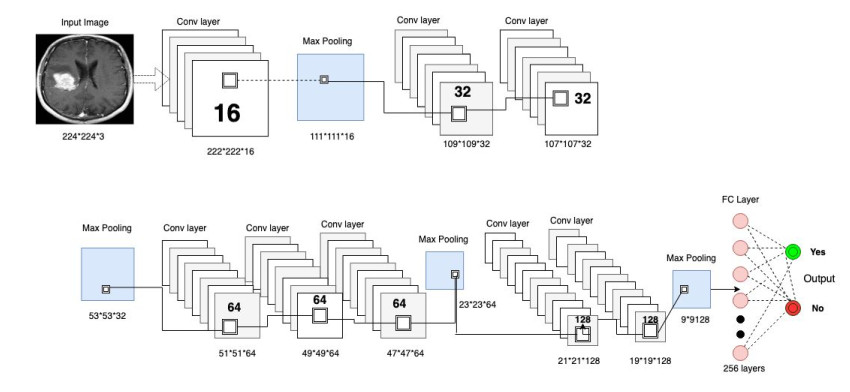 Input Image
Conv layer
Max Pooling
Conv layer
Conv layer
16
32
32
224*224*3
222*222*16
111*111*16
109*109*32
107*107*32
Max Pooling
Conv layer
Conv layer
Conv layer
Max Pooling
Conv layer
Conv layer
Max Pooling
FC Layer
64
64
64
128
128
Yes
Output
No
53*53*32
51*51*64
49*49*64
47*47*64
23*23*64
21*21*128
19*19*128
9*9128
256 layers